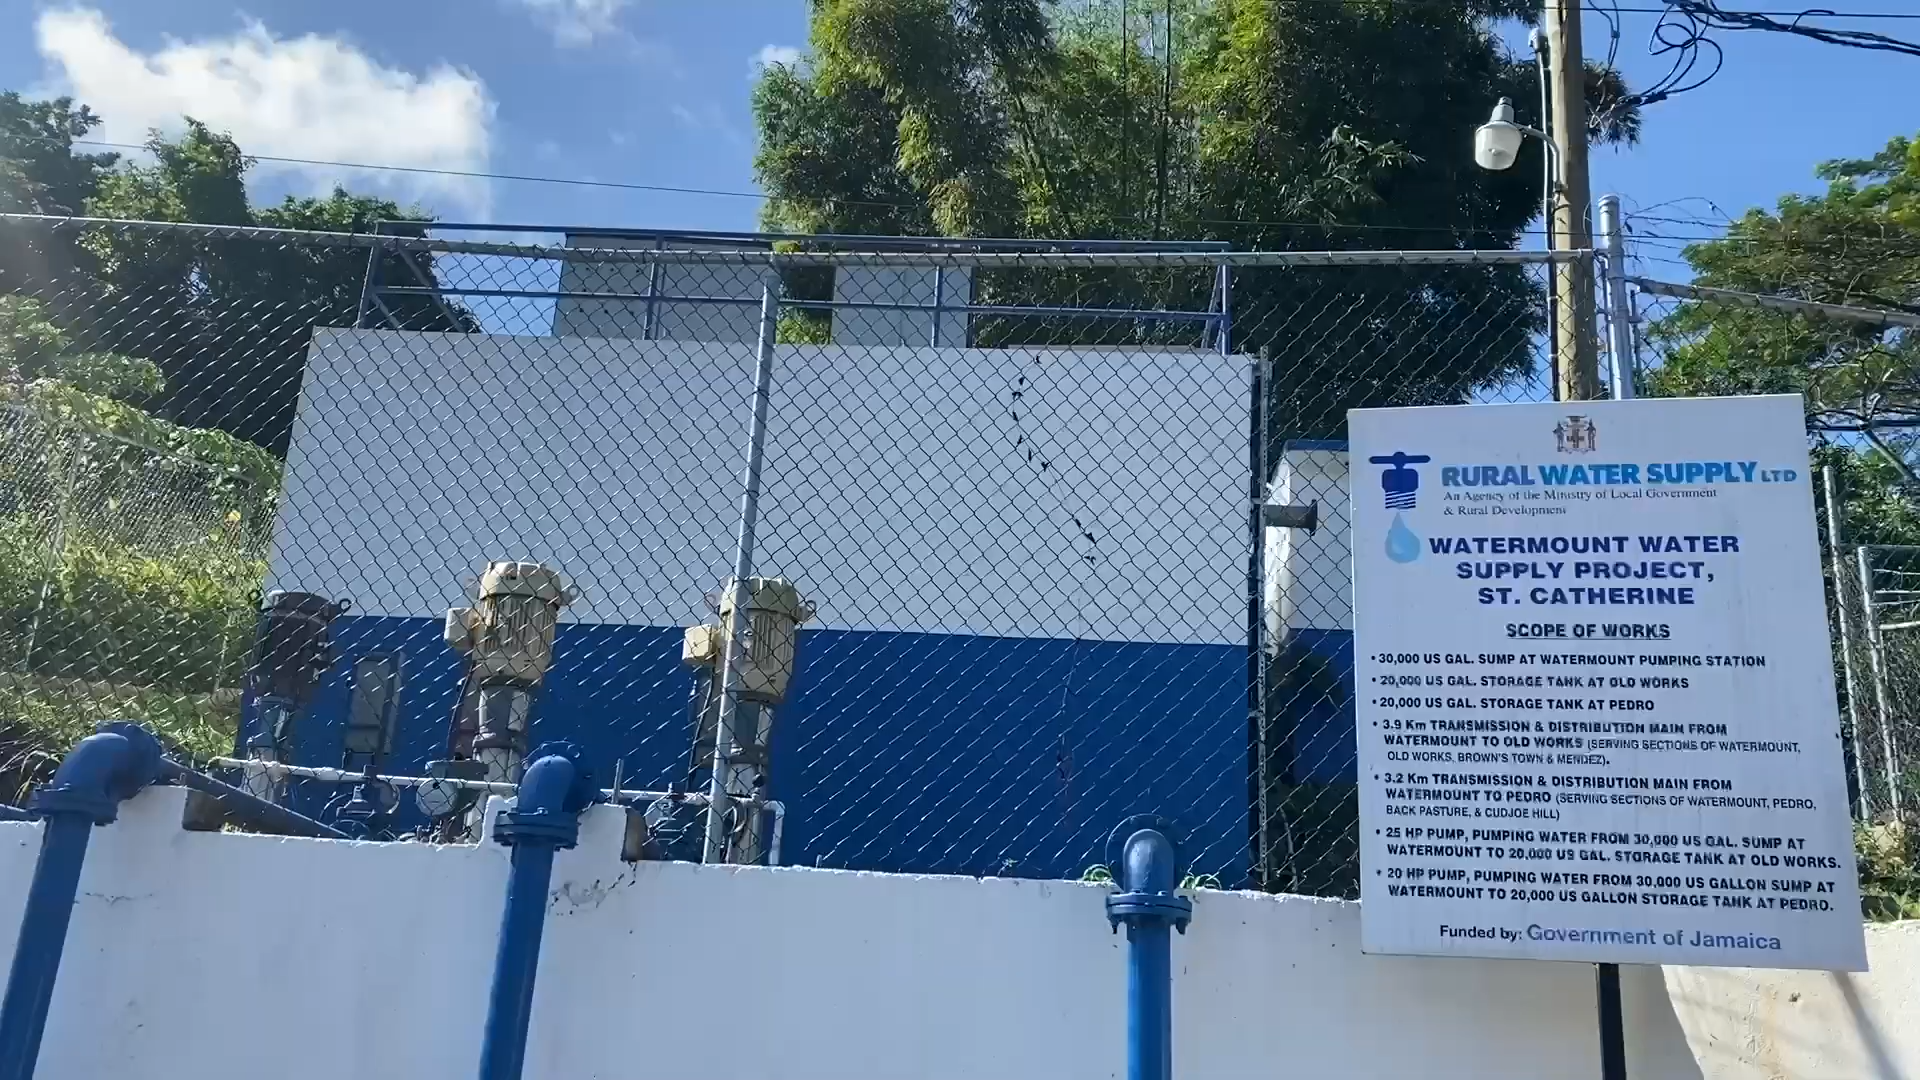 RURAL WATER SUPPLY LTD
An Agency of the Ministry of Local Government
& Rural Development
WATERMOUNT WATER
SUPPLY PROJECT,
ST. CATHERINE
SCOPE OF WORKS
• 30,000 US GAL. SUMP AT WATERMOUNT PUMPING STATION
• 20,000 US GAL. STORAGE TANK AT OLD WORKS
• 20,000 US GAL. STORAGE TANK AT PEDRO
• 3.9 Km TRANSMISSION & DISTRIBUTION MAIN FROM
WATERMOUNT TO OLD WORKS (SERVING SECTIONS OF WATERMOUNT,
OLD WORKS, BROWN'S TOWN & MENDEZ).
• 3.2 Km TRANSMISSION & DISTRIBUTION MAIN FROM
WATERMOUNT TO PEDRO (SERVING SECTIONS OF WATERMOUNT, PEDRO,
BACK PASTURE, & CUDJOE HILL)
• 25 HP PUMP, PUMPING WATER FROM 30,000 US GAL. SUMP AT
WATERMOUNT TO 20,000 US GAL. STORAGE TANK AT OLD WORKS.
• 20 HP PUMP, PUMPING WATER FROM 30,000 US GALLON SUMP AT
WATERMOUNT TO 20,000 US GALLON STORAGE TANK AT PEDRO.
Funded by: Government of Jamaica